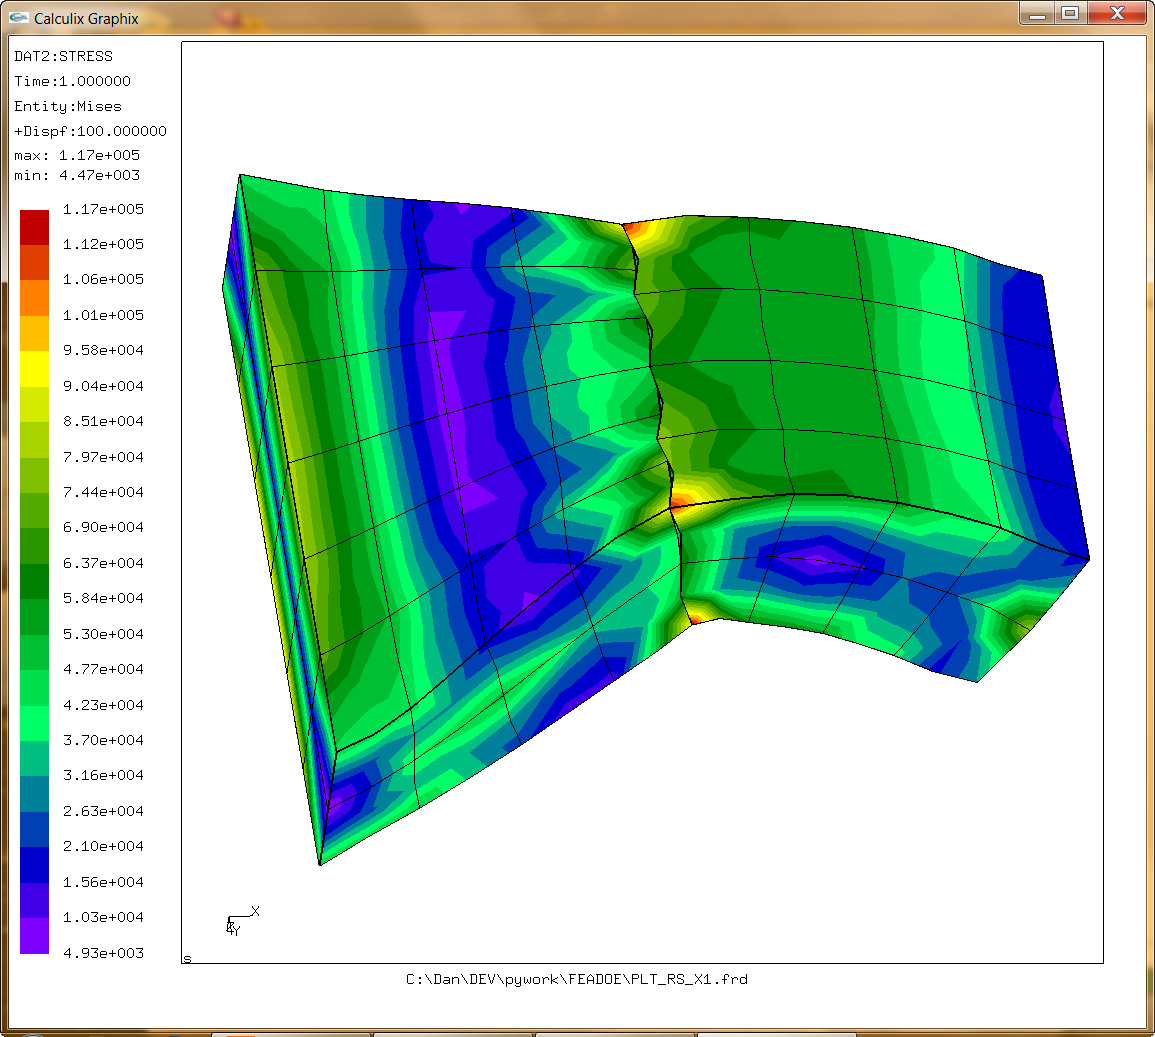 Calculix Graphix
DAT2:STRESS
Time:1.000000
Entity:Mises
+Dispf:100.000000
max: 1.17e+005
min: 4.47e+003
1.17e+005
1.12e+005
1.06e+005
1.01e+005
9.58e+004
9.04e+004
8.51e+004
7.97e+004
7.44e+004
6.90e+004
6.37e+004
5.84e+004
5.30e+004
4.77e+004
4.23e+004
3.70e+004
3.16e+004
2.63e+004
2.10e+004
1.56e+004
1.03e+004
4.93e+003
X
Y
s
C:\Dan\DEV\pywork\FEADOE\PLT_RS_X1.frd